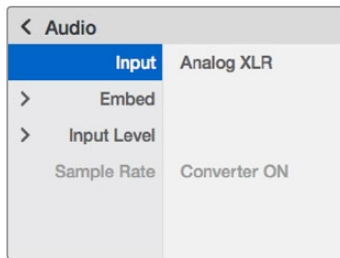 Audio
Input Analog XLR
Embed
Input Level
Sample Rate Converter ON